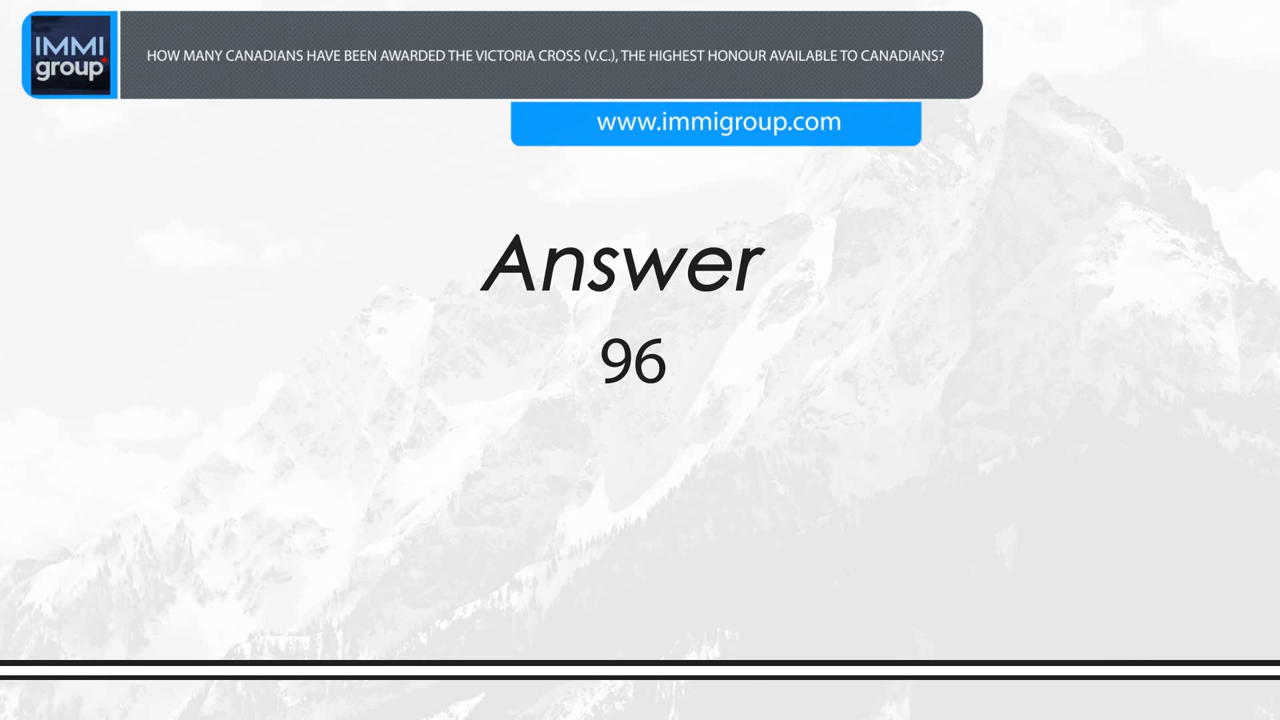 IMMI
group
HOW MANY CANADIANS HAVE BEEN AWARDED THE VICTORIA CROSS (V.C.), THE HIGHEST HONOUR AVAILABLE TO CANADIANS?
www.immigroup.com
Answer
96